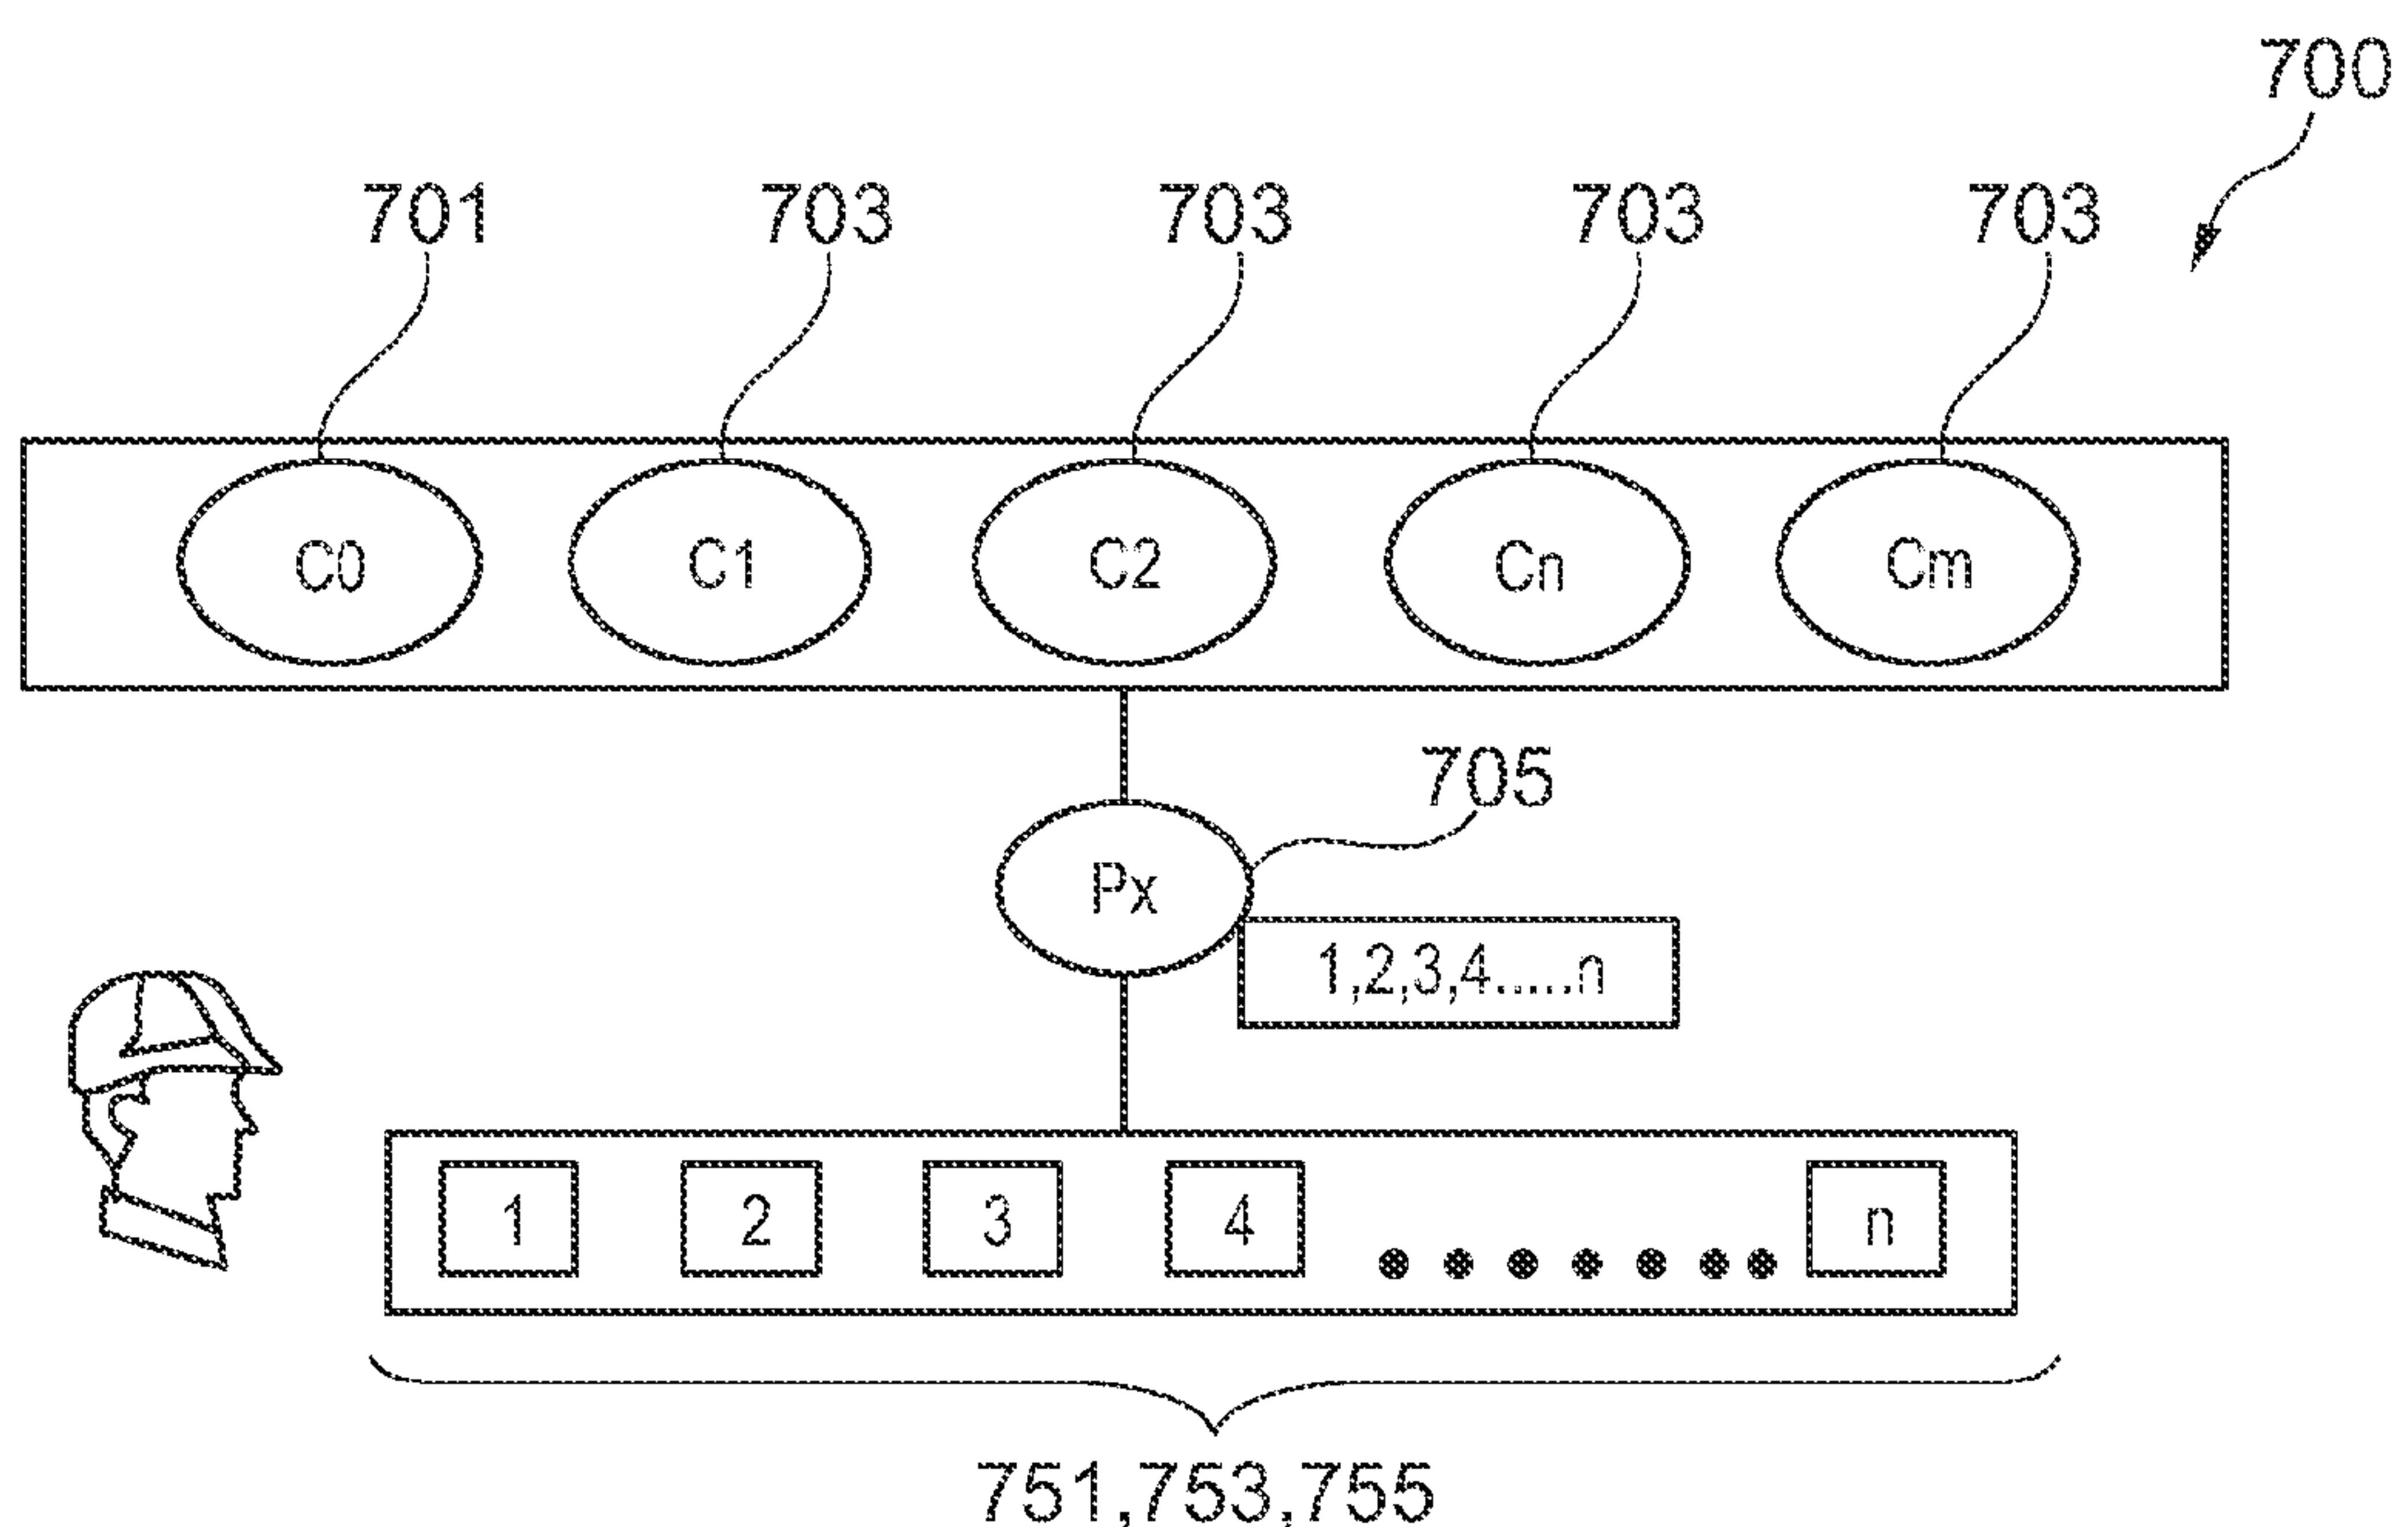 700
701 703 703 703 703
C0 C1 C2 Cn Cm
705
Px
1,2,3,4.....n
1 2 3 4 n
751,753,755